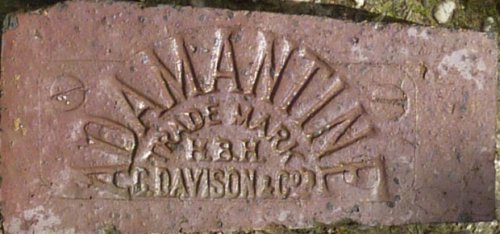 ADAMANTINE
TRADE MARK
H.B.H
C. DAVISON & Co